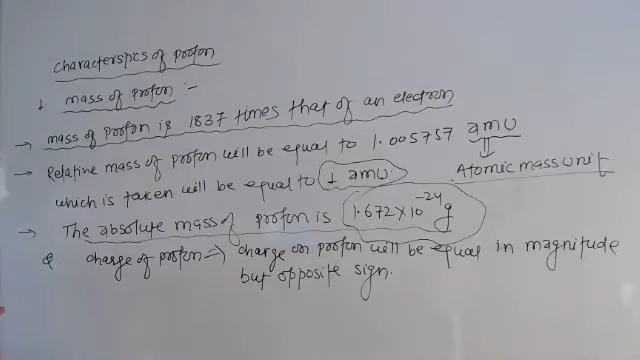 Characterstics of proton
1 mass of proton :-
→ mass of proton is 1837 times that of an electron
→ Relative mass of proton will be equal to 1.005757 amu
⇓
Atomic mass unit
which is taken will be equal to 1 amu.
→ The absolute mass of proton is 1.672 × 10⁻²⁴ g
charge of proton ⇒ charge on proton will be equal in magnitude
but opposite sign.